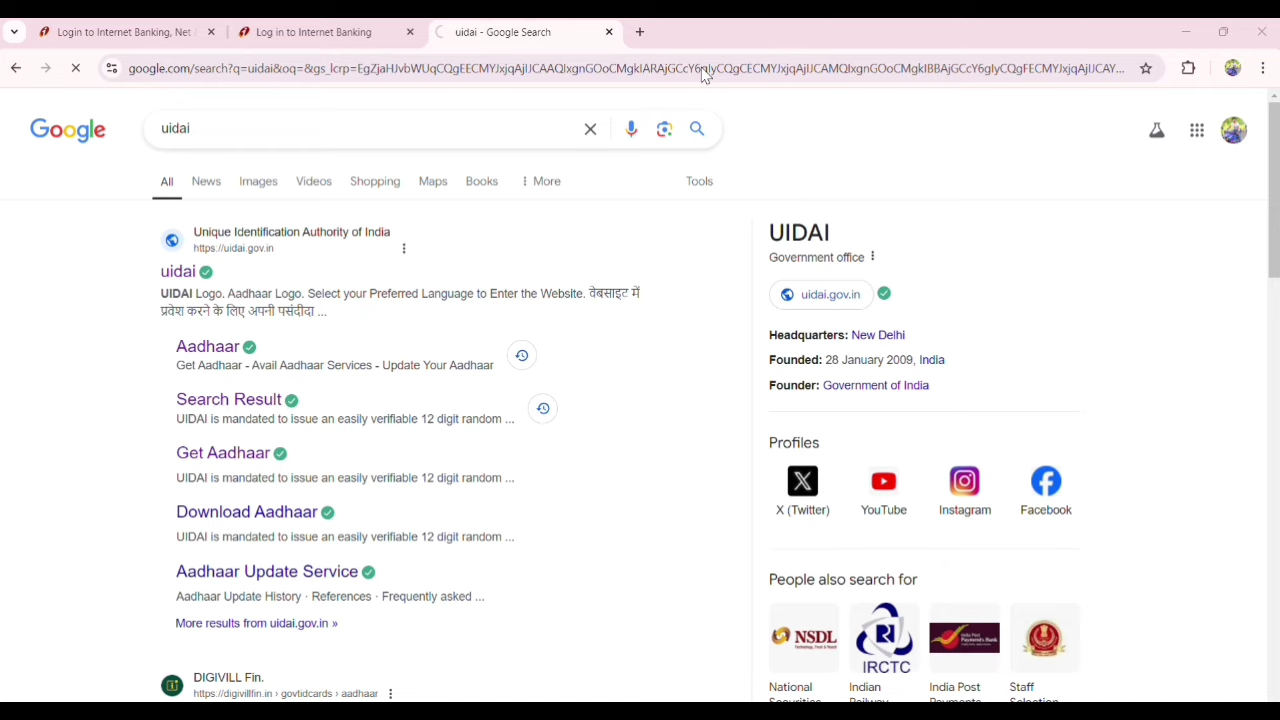 Login to Internet Banking, Net
Log in to Internet Banking
uidai - Google Search
Google
uidai
All News Images Videos Shopping Maps Books More Tools
Unique Identification Authority of India
https://uidai.gov.in
uidai
UIDAI Logo. Aadhaar Logo. Select your Preferred Language to Enter the Website. वेबसाइट में
प्रवेश करने के लिए अपनी पसंदीदा ...
Aadhaar
Get Aadhaar - Avail Aadhaar Services - Update Your Aadhaar
Search Result
UIDAI is mandated to issue an easily verifiable 12 digit random ...
Get Aadhaar
UIDAI is mandated to issue an easily verifiable 12 digit random ...
Download Aadhaar
UIDAI is mandated to issue an easily verifiable 12 digit random ...
Aadhaar Update Service
Aadhaar Update History · References · Frequently asked ...
More results from uidai.gov.in »
DIGIVILL Fin.
https://digivillfin.in › govtidcards › aadhaar
UIDAI
Government office
uidai.gov.in
Headquarters: New Delhi
Founded: 28 January 2009, India
Founder: Government of India
Profiles
X (Twitter) YouTube Instagram Facebook
People also search for
NSDL
IRCTC
National Indian India Post Staff
Securities Railway Payments Selection